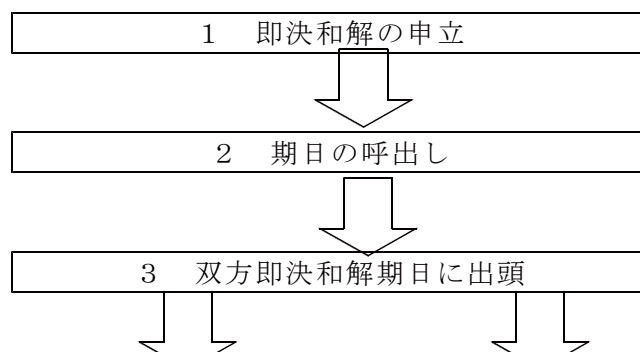 １　即決和解の申立
２　期日の呼出し
３　双方即決和解期日に出頭